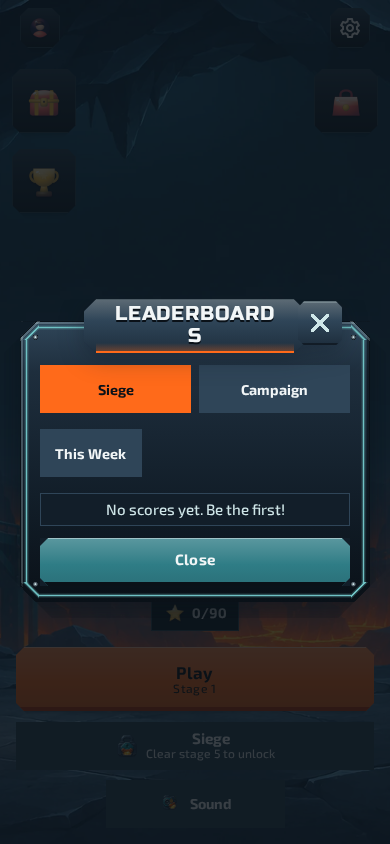 LEADERBOARD
S
Siege
Campaign
This Week
No scores yet. Be the first!
Close
0/90
Play
Stage 1
Siege
Clear stage 5 to unlock
Sound